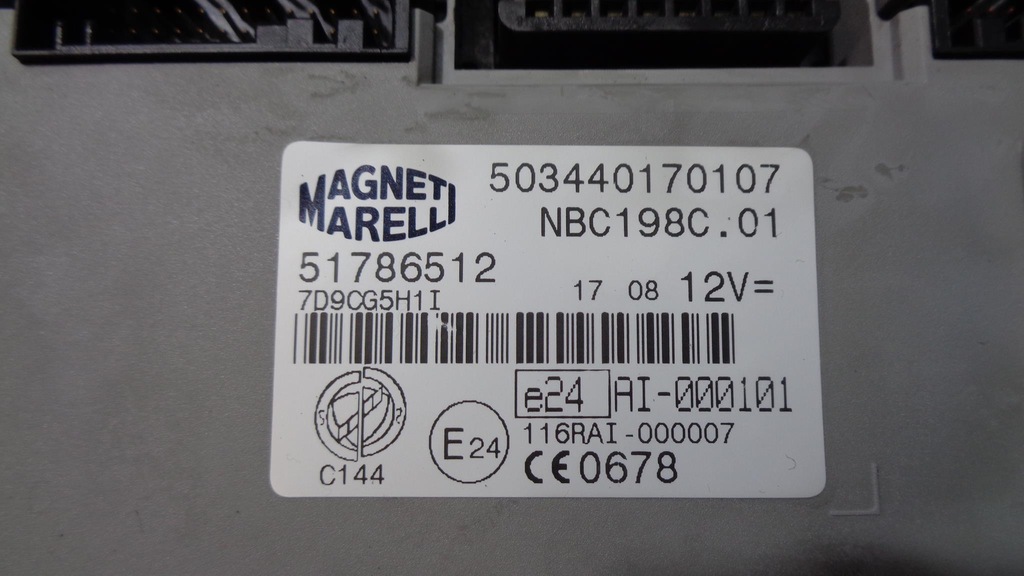 MAGNETI
MARELLI
503440170107
NBC198C.01
51786512
7D9CG5H1I
17 08 12V=
e24 AI-000101
116RAI-000007
E24
C144
CE0678